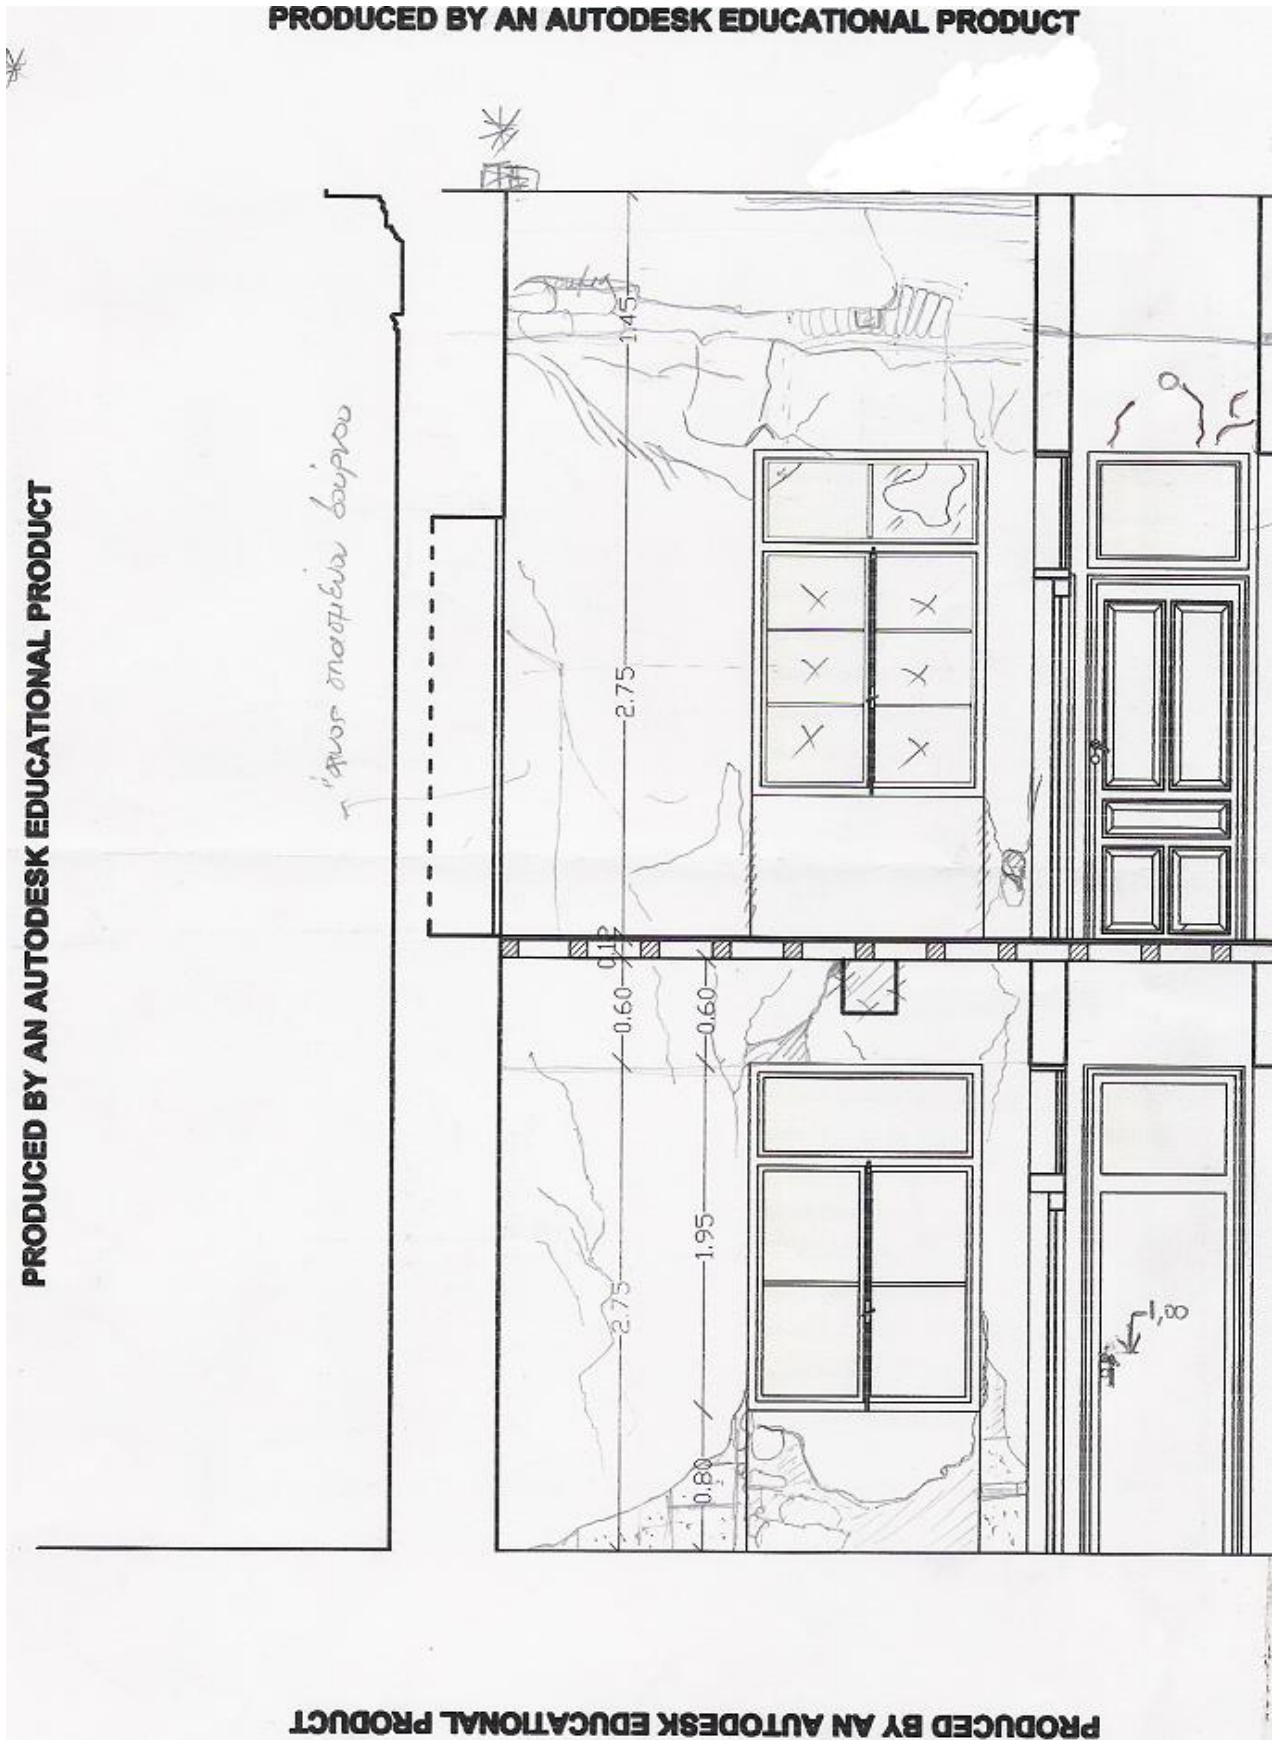 PRODUCED BY AN AUTODESK EDUCATIONAL PRODUCT
PRODUCED BY AN AUTODESK EDUCATIONAL PRODUCT
σπασμένα
1.45
2.75
0.12
0.60
0.60
1.95
2.75
0.80
1,00
PRODUCED BY AN AUTODESK EDUCATIONAL PRODUCT